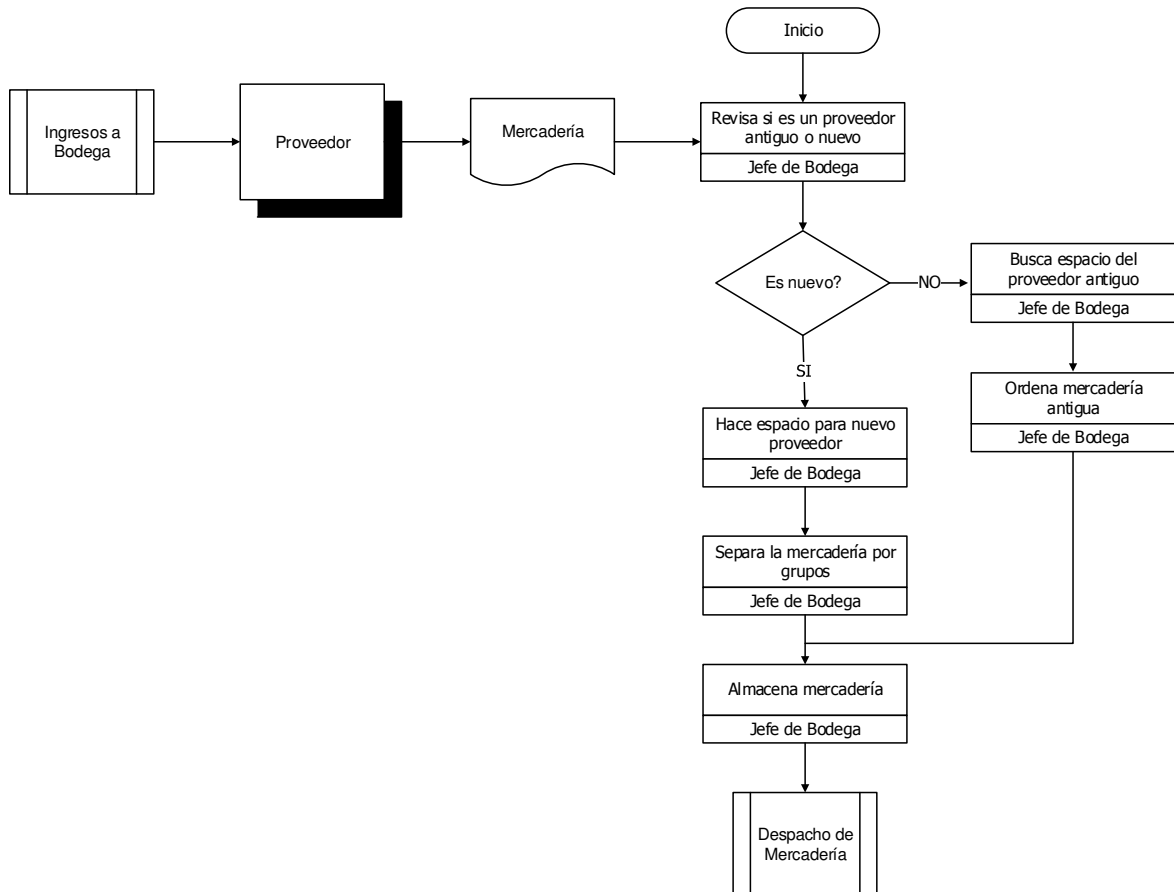 Inicio
Ingresos a
Bodega
Proveedor
Mercadería
Revisa si es un proveedor
antiguo o nuevo
Jefe de Bodega
Es nuevo?
NO
Busca espacio del
proveedor antiguo
Jefe de Bodega
SI
Ordena mercadería
antigua
Jefe de Bodega
Hace espacio para nuevo
proveedor
Jefe de Bodega
Separa la mercadería por
grupos
Jefe de Bodega
Almacena mercadería
Jefe de Bodega
Despacho de
Mercadería